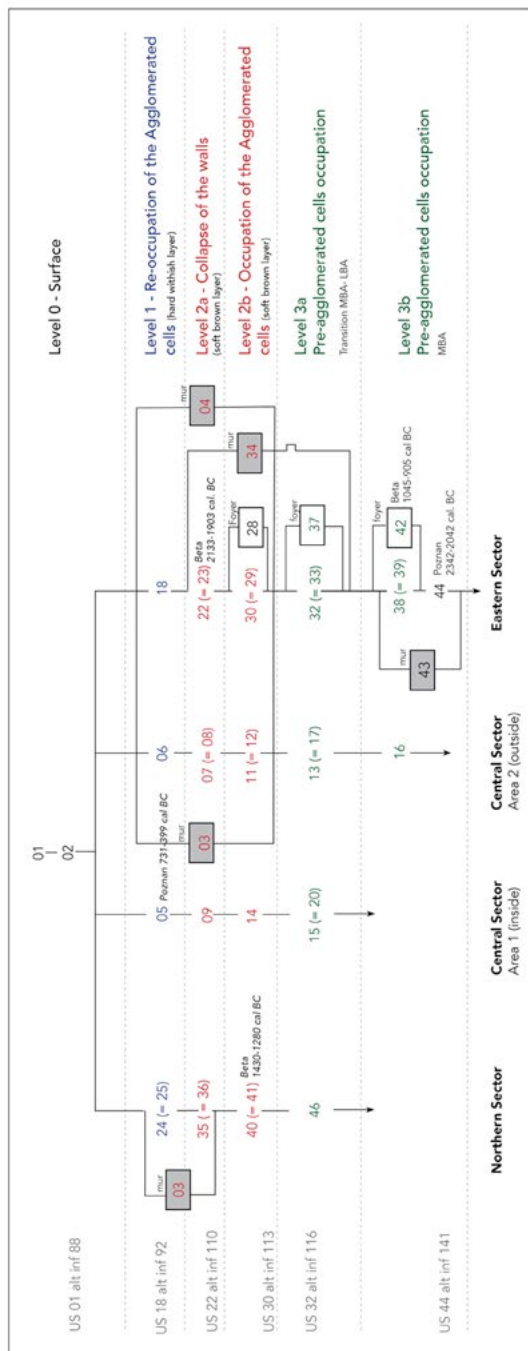 01
02
Level 0 - Surface
US 01 alt inf 88
mur
03
24 (= 25)
05
Poznan 731-399 cal BC
06
18
Level 1 - Re-occupation of the Agglomerated
cells (hard withish layer)
US 18 alt inf 92
35 (= 36)
09
mur
03
07 (= 08)
22 (= 23)
Beta
2133-1903 cal. BC
mur
04
Level 2a - Collapse of the walls
(soft brown layer)
US 22 alt inf 110
40 (= 41)
Beta
1430-1280 cal BC
14
11 (= 12)
30 (= 29)
Foyer
28
mur
34
Level 2b - Occupation of the Agglomerated
cells (soft brown layer)
US 30 alt inf 113
46
15 (= 20)
13 (= 17)
32 (= 33)
foyer
37
Level 3a
Pre-agglomerated cells occupation
Transition MBA- LBA
US 32 alt inf 116
16
38 (= 39)
foyer
42
Beta
1045-905 cal BC
mur
43
44
Poznan
2342-2042 cal. BC
Level 3b
Pre-agglomerated cells occupation
MBA
US 44 alt inf 141
Northern Sector
Central Sector
Area 1 (inside)
Central Sector
Area 2 (outside)
Eastern Sector